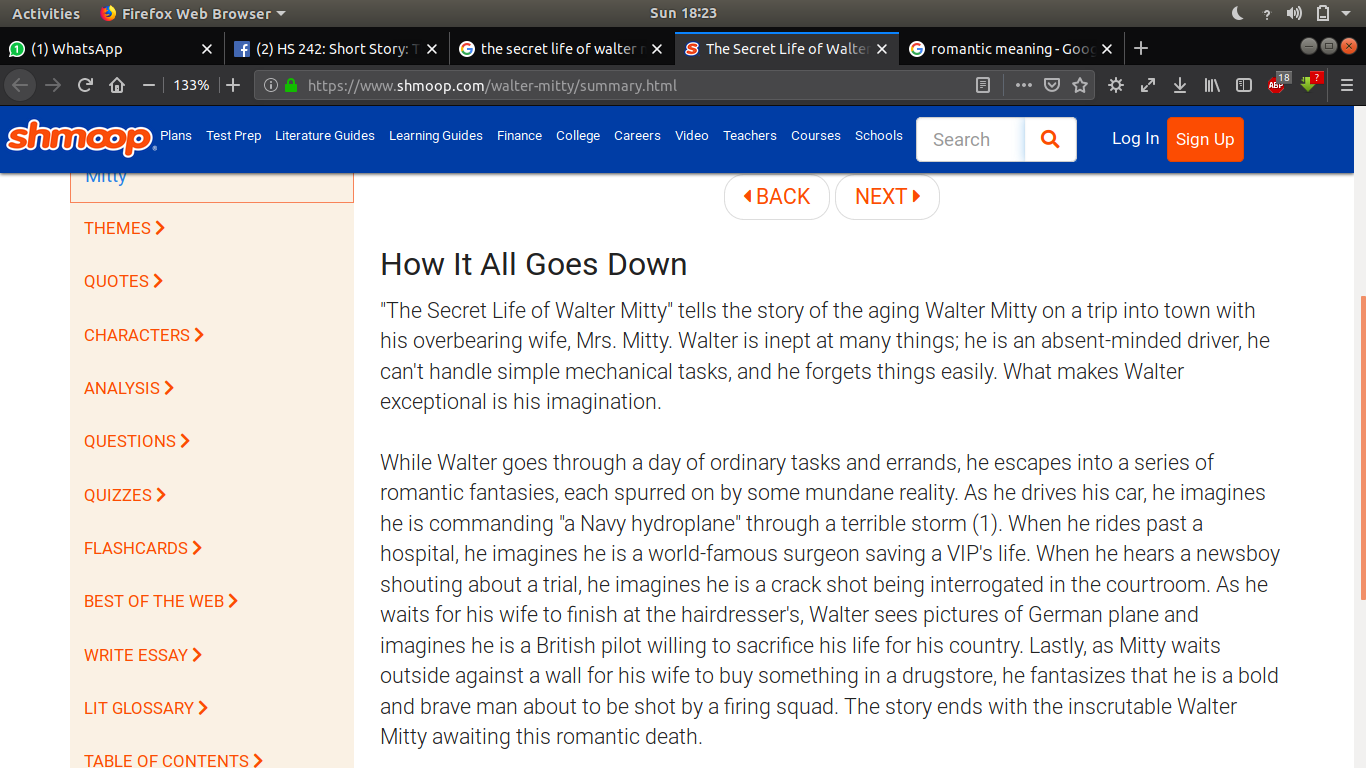 Activities Firefox Web Browser Sun 18:23 ?
(1) WhatsApp (2) HS 242: Short Story: T the secret life of walter The Secret Life of Walter romantic meaning - Goog
133% https://www.shmoop.com/walter-mitty/summary.html ABP 18 ?
shmoop Plans Test Prep Literature Guides Learning Guides Finance College Careers Video Teachers Courses Schools Search Log In Sign Up
Mitty
BACK NEXT
THEMES
QUOTES
CHARACTERS
ANALYSIS
QUESTIONS
QUIZZES
FLASHCARDS
BEST OF THE WEB
WRITE ESSAY
LIT GLOSSARY
TABLE OF CONTENTS
How It All Goes Down
"The Secret Life of Walter Mitty" tells the story of the aging Walter Mitty on a trip into town with
his overbearing wife, Mrs. Mitty. Walter is inept at many things; he is an absent-minded driver, he
can't handle simple mechanical tasks, and he forgets things easily. What makes Walter
exceptional is his imagination.
While Walter goes through a day of ordinary tasks and errands, he escapes into a series of
romantic fantasies, each spurred on by some mundane reality. As he drives his car, he imagines
he is commanding "a Navy hydroplane" through a terrible storm (1). When he rides past a
hospital, he imagines he is a world-famous surgeon saving a VIP's life. When he hears a newsboy
shouting about a trial, he imagines he is a crack shot being interrogated in the courtroom. As he
waits for his wife to finish at the hairdresser's, Walter sees pictures of German plane and
imagines he is a British pilot willing to sacrifice his life for his country. Lastly, as Mitty waits
outside against a wall for his wife to buy something in a drugstore, he fantasizes that he is a bold
and brave man about to be shot by a firing squad. The story ends with the inscrutable Walter
Mitty awaiting this romantic death.